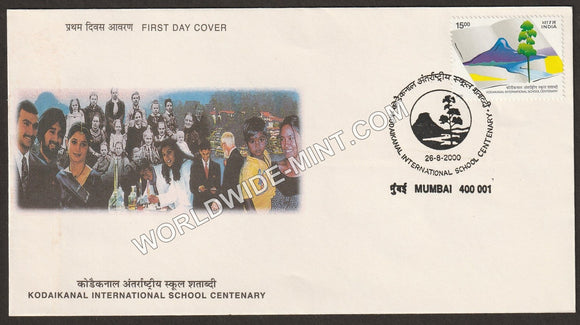 प्रथम दिवस आवरण FIRST DAY COVER
15.00
भारत
INDIA
कोडैकनाल अंतर्राष्ट्रीय स्कूल शताब्दी
KODAIKANAL INTERNATIONAL SCHOOL CENTENARY
कोडैकनाल अंतर्राष्ट्रीय स्कूल शताब्दी
KODAIKANAL INTERNATIONAL SCHOOL CENTENARY
26-8-2000
मुंबई MUMBAI 400 001
WORLDWIDE-MINT.COM
कोडैकनाल अंतर्राष्ट्रीय स्कूल शताब्दी
KODAIKANAL INTERNATIONAL SCHOOL CENTENARY